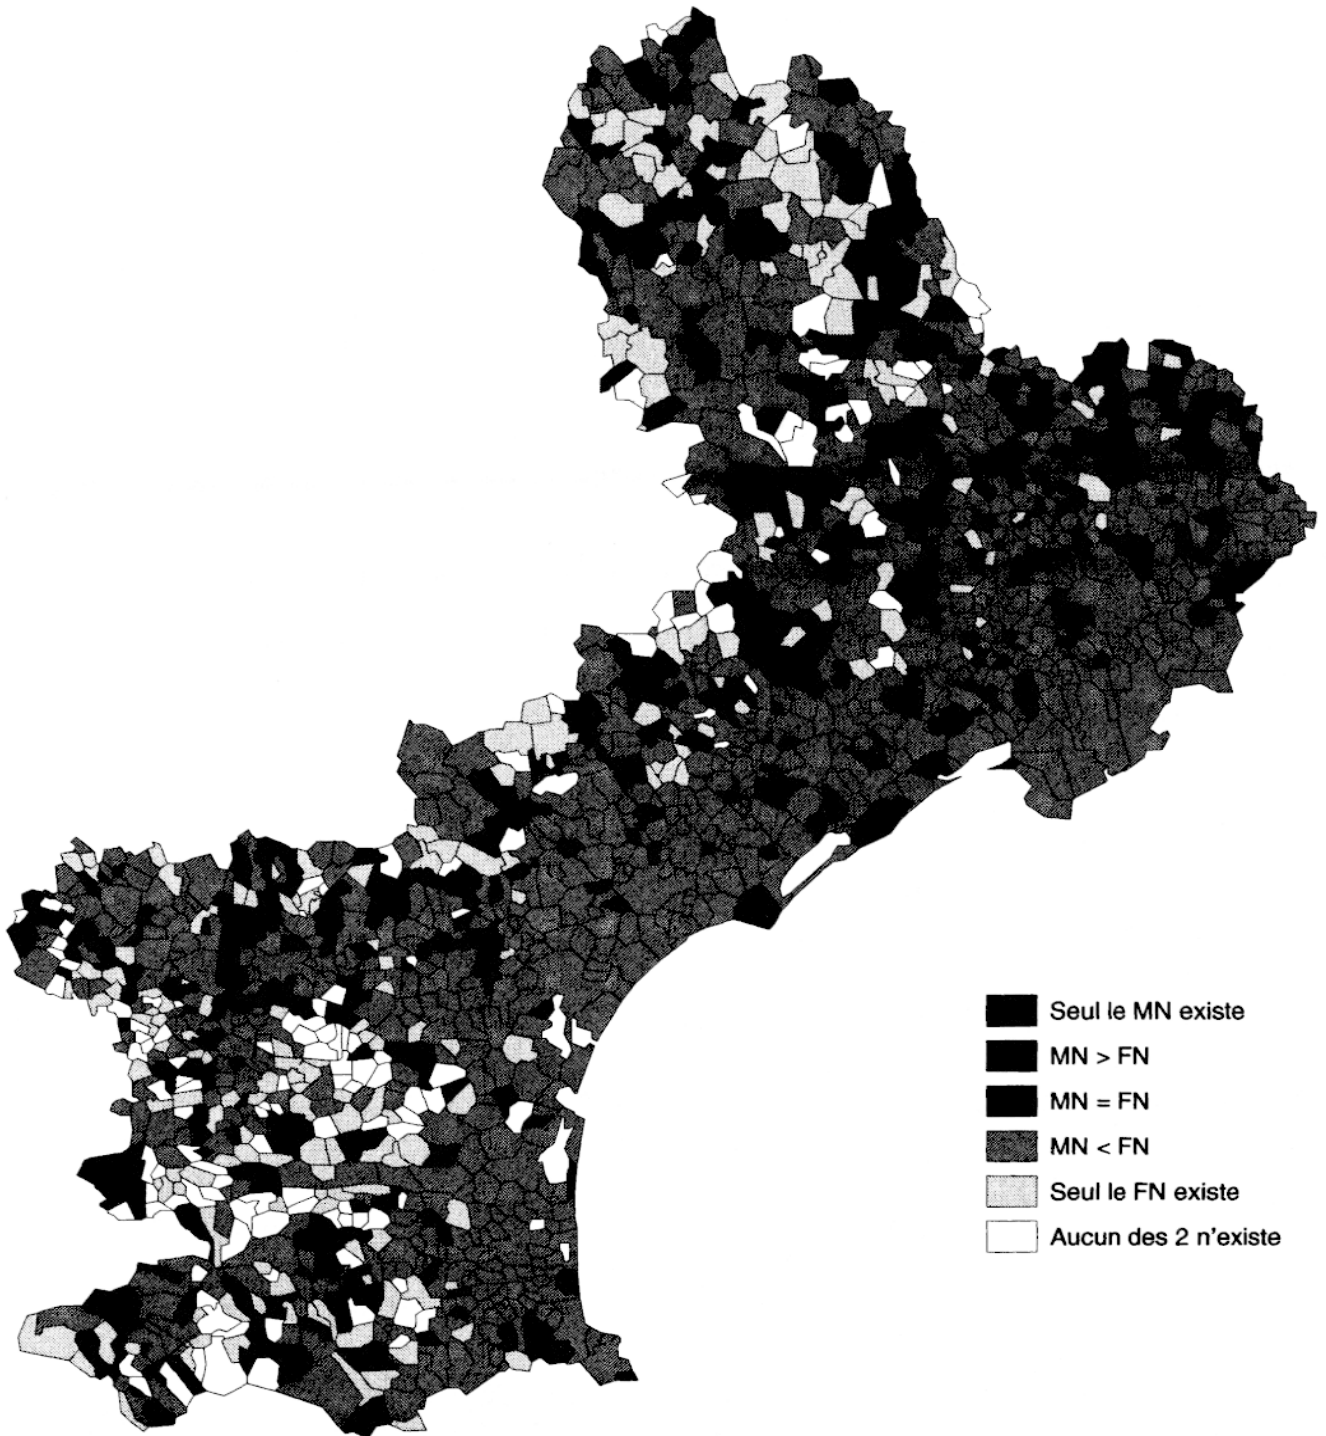 Seul le MN existe
MN > FN
MN = FN
MN < FN
Seul le FN existe
Aucun des 2 n'existe